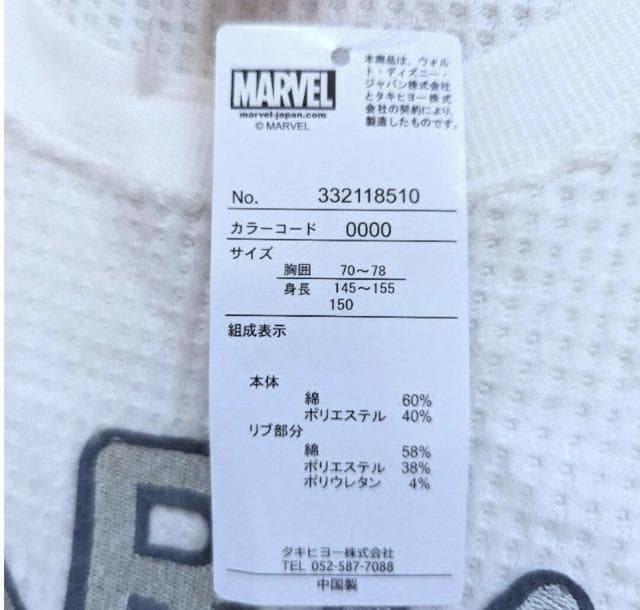 MARVEL
marvel-japan.com
© MARVEL
本商品は、ウォル
ト・ディズニー・
ジャパン株式会社
とタキヒヨー株式
会社の契約により、
製造したものです。
No. 332118510
カラーコード 0000
サイズ
胸囲 70～78
身長 145～155
150
組成表示
本体
綿 60%
ポリエステル 40%
リブ部分
綿 58%
ポリエステル 38%
ポリウレタン 4%
タキヒヨー株式会社
TEL 052-587-7088
中国製